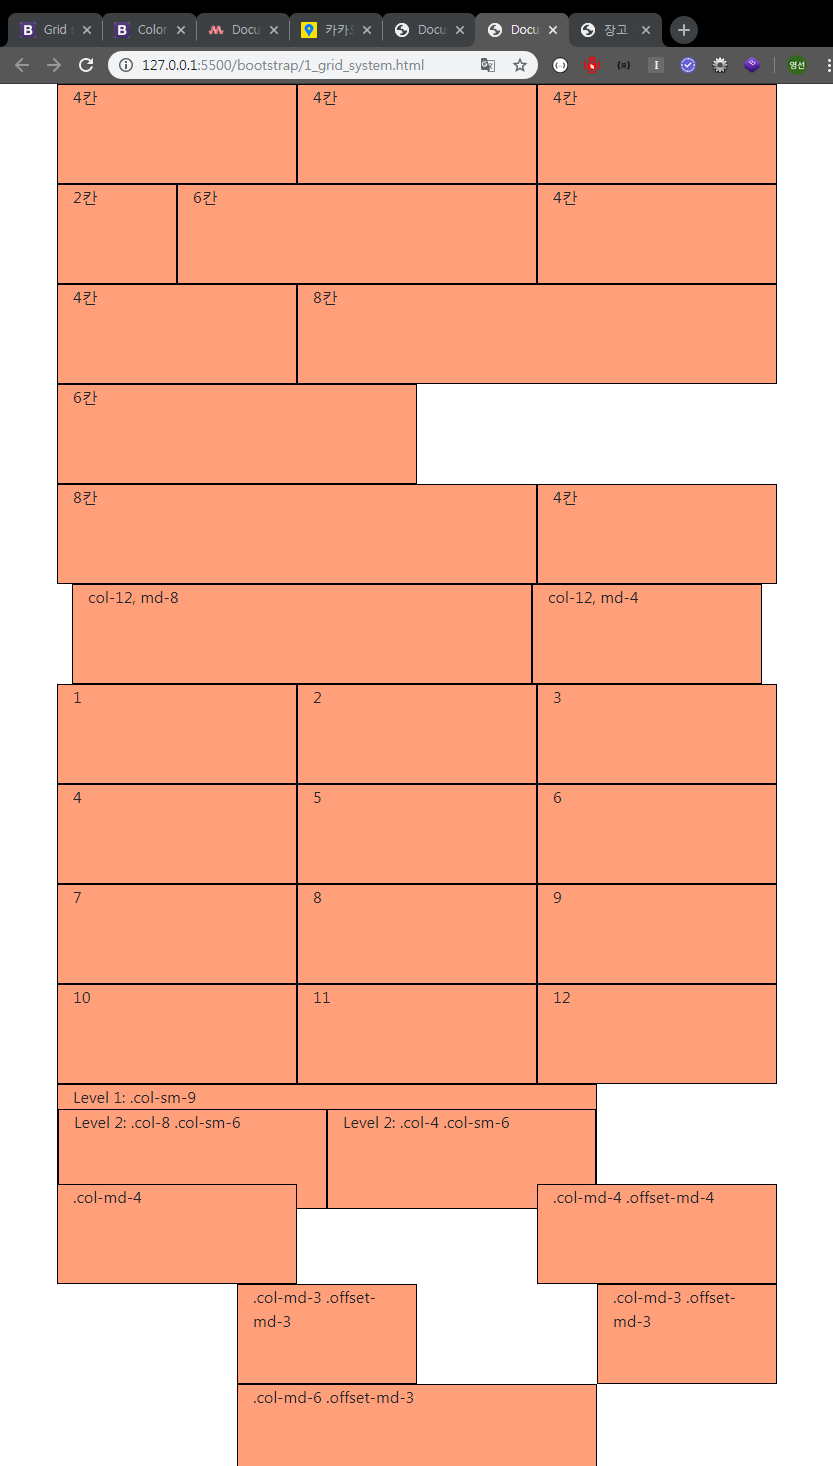 Grid
Color
Docu
카카
Docu
Docu
장고
127.0.0.1:5500/bootstrap/1_grid_system.html
영선
4칸 4칸 4칸
2칸 6칸 4칸
4칸 8칸
6칸
8칸 4칸
col-12, md-8 col-12, md-4
1 2 3
4 5 6
7 8 9
10 11 12
Level 1: .col-sm-9
Level 2: .col-8 .col-sm-6 Level 2: .col-4 .col-sm-6
.col-md-4 .col-md-4 .offset-md-4
.col-md-3 .offset-
md-3
.col-md-3 .offset-
md-3
.col-md-6 .offset-md-3